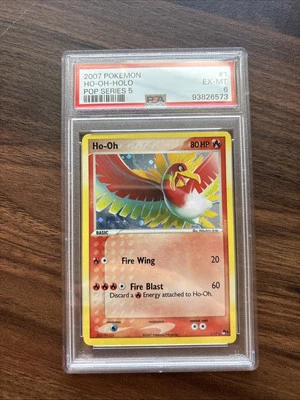 2007 POKEMON #1
HO-OH-HOLO EX-MT
POP SERIES 5 6
PSA 93826573
Ho-Oh 80 HP
BASIC
Fire Wing 20
Fire Blast 60
Discard a Energy attached to Ho-Oh.